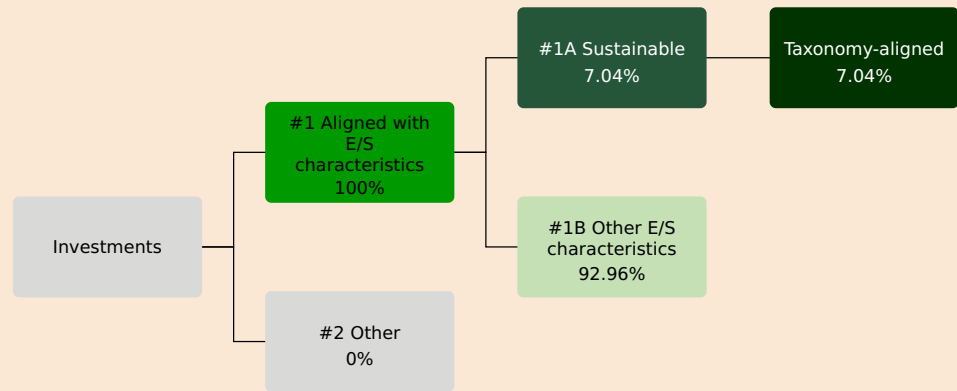 #1A Sustainable
7.04%
Taxonomy-aligned
7.04%
#1 Aligned with
E/S
characteristics
100%
Investments
#1B Other E/S
characteristics
92.96%
#2 Other
0%